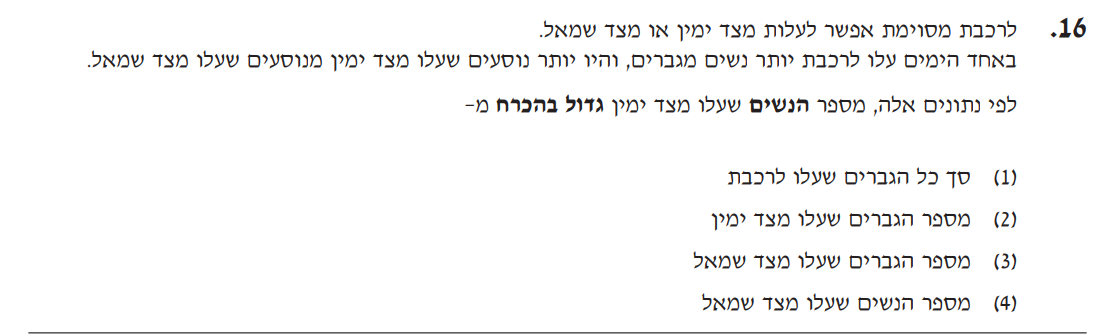 16. לרכבת מסוימת אפשר לעלות מצד ימין או מצד שמאל.
באחד הימים עלו לרכבת יותר נשים מגברים, והיו יותר נוסעים שעלו מצד ימין מנוסעים שעלו מצד שמאל.
לפי נתונים אלה, מספר הנשים שעלו מצד ימין גדול בהכרח מ-
(1) סך כל הגברים שעלו לרכבת
(2) מספר הגברים שעלו מצד ימין
(3) מספר הגברים שעלו מצד שמאל
(4) מספר הנשים שעלו מצד שמאל